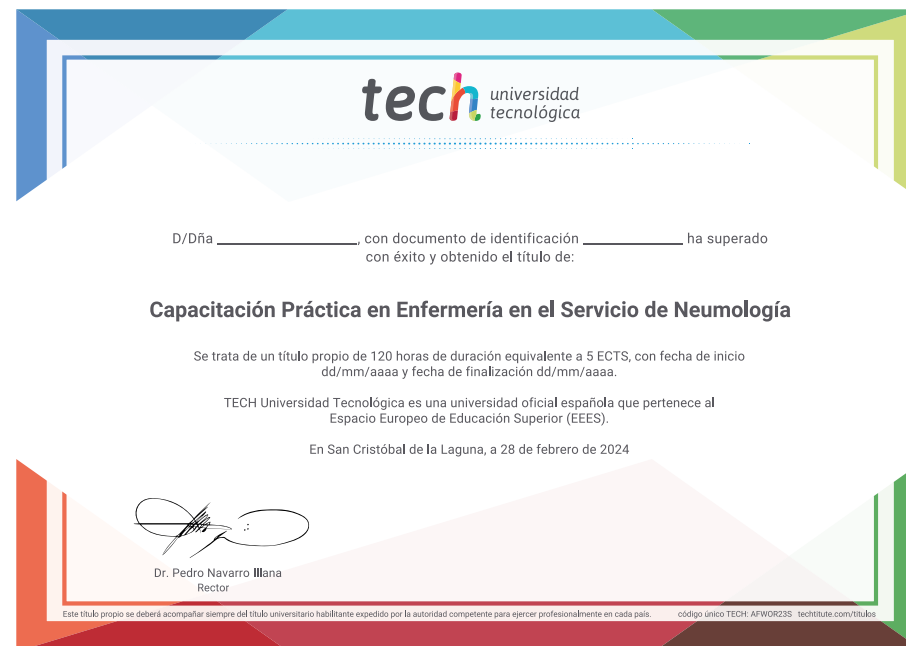 tech universidad
tecnológica
D/Dña ____________________, con documento de identificación ______________ ha superado
con éxito y obtenido el título de:
Capacitación Práctica en Enfermería en el Servicio de Neumología
Se trata de un título propio de 120 horas de duración equivalente a 5 ECTS, con fecha de inicio
dd/mm/aaaa y fecha de finalización dd/mm/aaaa.
TECH Universidad Tecnológica es una universidad oficial española que pertenece al
Espacio Europeo de Educación Superior (EEES).
En San Cristóbal de la Laguna, a 28 de febrero de 2024
Dr. Pedro Navarro Illana
Rector
Este título propio se deberá acompañar siempre del título universitario habilitante expedido por la autoridad competente para ejercer profesionalmente en cada país. código único TECH: AFWOR23S techtitute.com/titulos